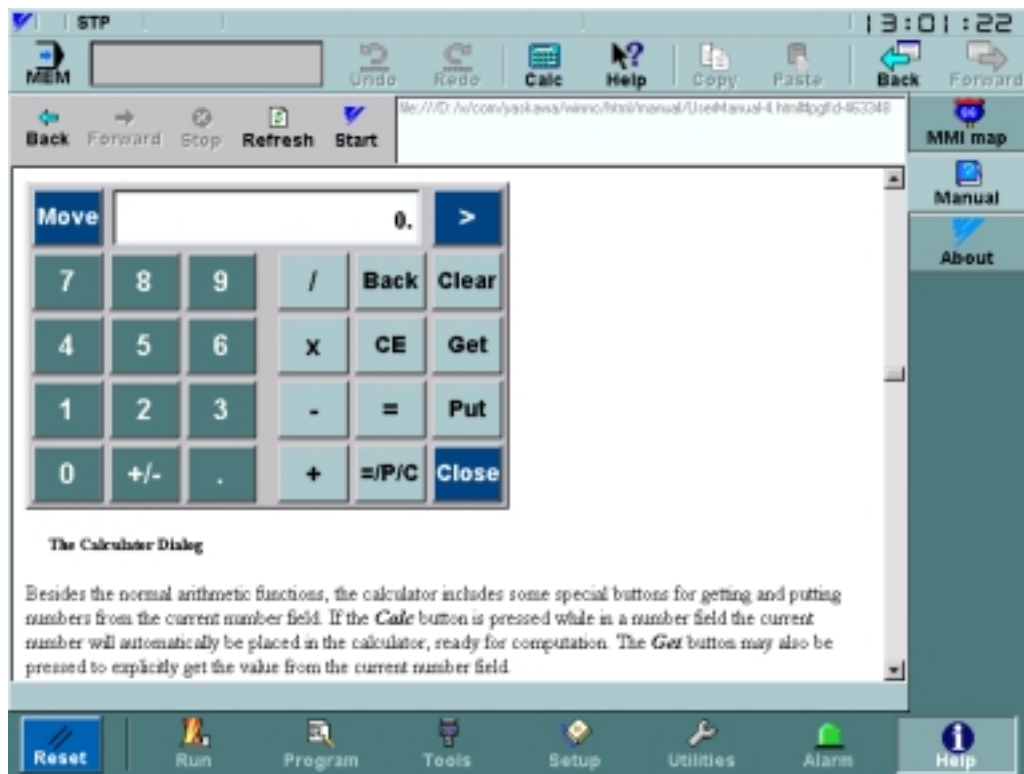 STP
13:01:22
MEM
Undo
Redo
Calc
Help
Copy
Paste
Back
Forward
Back
Forward
Stop
Refresh
Start
MMI map
Manual
About
Move
0.
>
7 8 9 / Back Clear
4 5 6 x CE Get
1 2 3 - = Put
0 +/- . + =/P/C Close
The Calculator Dialog
Besides the normal arithmetic functions, the calculator includes some special buttons for getting and putting
numbers from the current number field. If the Calc button is pressed while in a number field the current
number will automatically be placed in the calculator, ready for computation. The Get button may also be
pressed to explicitly get the value from the current number field.
Reset
Run
Program
Tools
Setup
Utilities
Alarm
Help